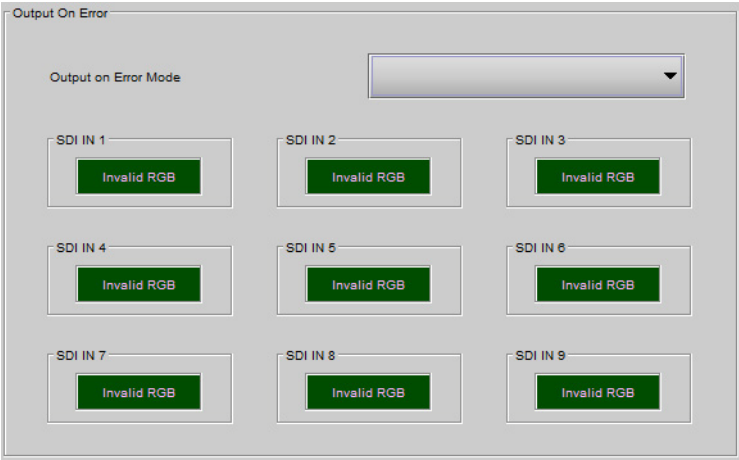 Output On Error
Output on Error Mode
SDI IN 1 SDI IN 2 SDI IN 3
Invalid RGB Invalid RGB Invalid RGB
SDI IN 4 SDI IN 5 SDI IN 6
Invalid RGB Invalid RGB Invalid RGB
SDI IN 7 SDI IN 8 SDI IN 9
Invalid RGB Invalid RGB Invalid RGB